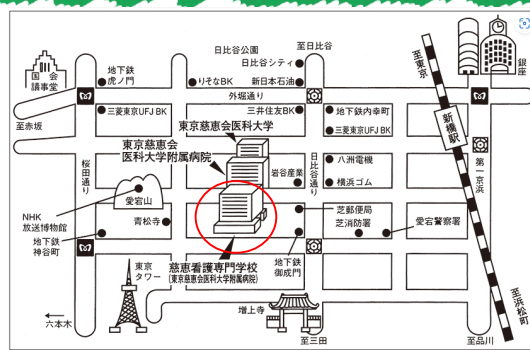 至日比谷
日比谷公園
日比谷シティ
銀座
国会
議事堂
地下鉄
虎ノ門
りそなBK
新日本石油
至東京
外堀通り
三菱東京UFJ BK
三井住友BK
地下鉄内幸町
至赤坂
東京慈恵会医科大学
三菱東京UFJ BK
新橋駅
東京慈恵会
医科大学附属病院
桜田通り
日比谷通り
八洲電機
第一京浜
岩谷産業
横浜ゴム
愛宕山
NHK
放送博物館
青松寺
芝郵便局
芝消防署
愛宕警察署
地下鉄
神谷町
慈恵看護専門学校
(東京慈恵会医科大学附属病院)
地下鉄
御成門
東京
タワー
至浜松町
増上寺
六本木
至三田
至品川